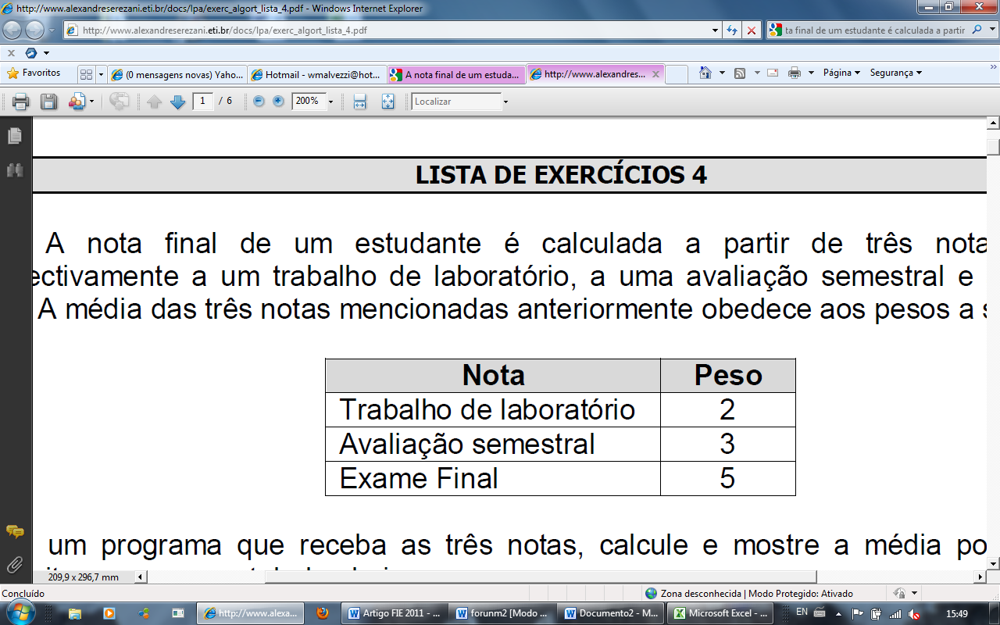 http://www.alexandreserezani.eti.br/docs/lpa/exerc_algort_lista_4.pdf - Windows Internet Explorer
http://www.alexandreserezani.eti.br/docs/lpa/exerc_algort_lista_4.pdf
ta final de um estudante é calculada a partir
Favoritos
(0 mensagens novas) Yaho...
Hotmail - wmalvezzi@hot...
A nota final de um estuda...
http://www.alexandres...
Página
Segurança
1 / 6
200%
Localizar
LISTA DE EXERCÍCIOS 4
A nota final de um estudante é calculada a partir de três nota
ectivamente a um trabalho de laboratório, a uma avaliação semestral e
A média das três notas mencionadas anteriormente obedece aos pesos a s
Nota Peso
Trabalho de laboratório 2
Avaliação semestral 3
Exame Final 5
um programa que receba as três notas, calcule e mostre a média po
209,9 x 296,7 mm
Concluído
Zona desconhecida | Modo Protegido: Ativado
http://www.alexa...
Artigo FIE 2011 - ...
forunm2 [Modo ...
Documento2 - M...
Microsoft Excel - ...
EN
15:49